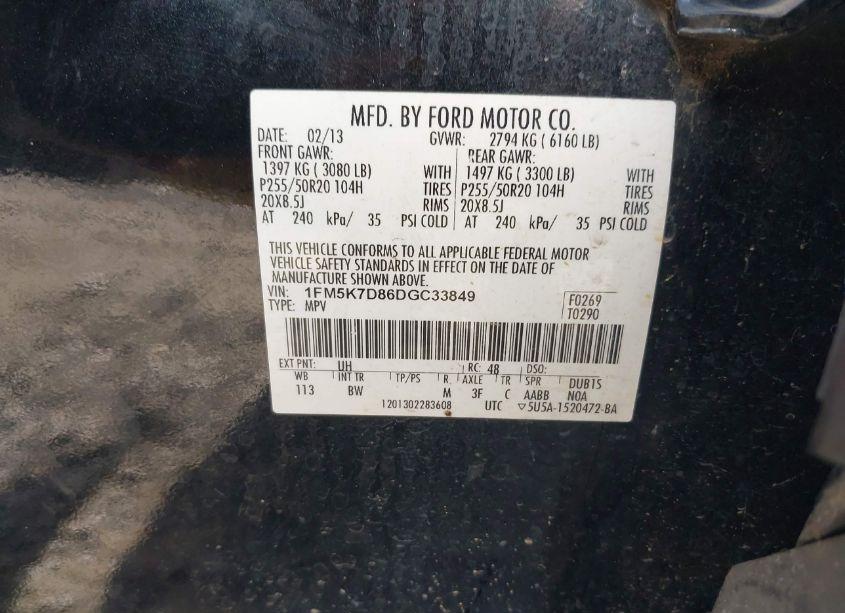 MFD. BY FORD MOTOR CO.
DATE: 02/13 GVWR: 2794 KG ( 6160 LB)
FRONT GAWR: REAR GAWR:
1397 KG ( 3080 LB) WITH 1497 KG ( 3300 LB) WITH
P255/50R20 104H TIRES P255/50R20 104H TIRES
20X8.5J RIMS 20X8.5J RIMS
AT 240 kPa/ 35 PSI COLD AT 240 kPa/ 35 PSI COLD
THIS VEHICLE CONFORMS TO ALL APPLICABLE FEDERAL MOTOR
VEHICLE SAFETY STANDARDS IN EFFECT ON THE DATE OF
MANUFACTURE SHOWN ABOVE.
VIN: 1FM5K7D86DGC33849 F0269
TYPE: MPV T0290
EXT PNT: UH RC: 48 DSO:
WB INT TR TP/PS R. AXLE TR SPR DUB1S
113 BW M 3F C AABB NOA
1201302283608 UTC ▽5U5A-1520472-BA